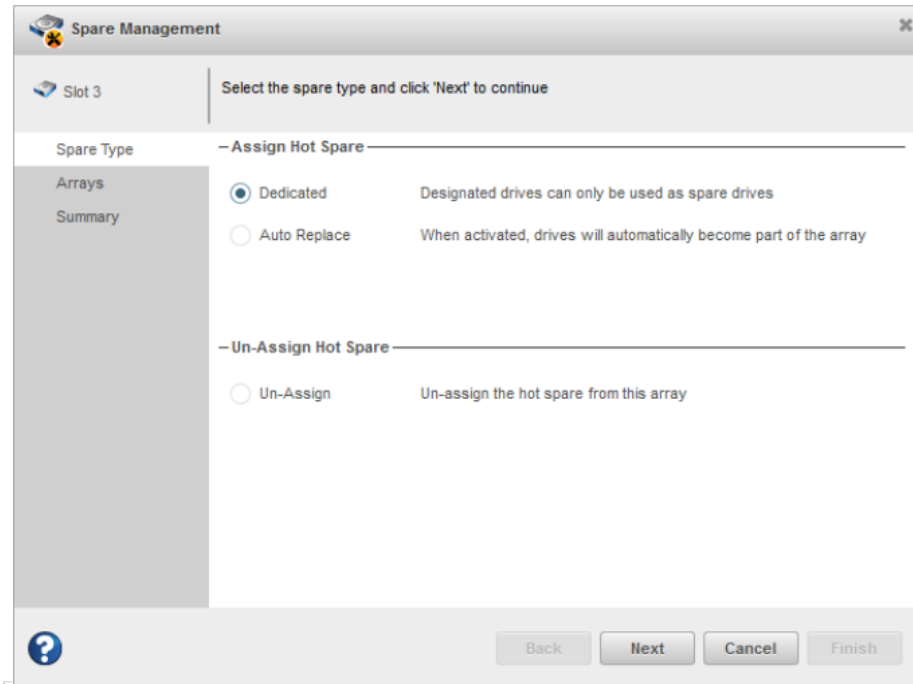 Spare Management
Slot 3
Select the spare type and click 'Next' to continue
Spare Type
Arrays
Summary
Assign Hot Spare
Dedicated Designated drives can only be used as spare drives
Auto Replace When activated, drives will automatically become part of the array
Un-Assign Hot Spare
Un-Assign Un-assign the hot spare from this array
? Back Next Cancel Finish